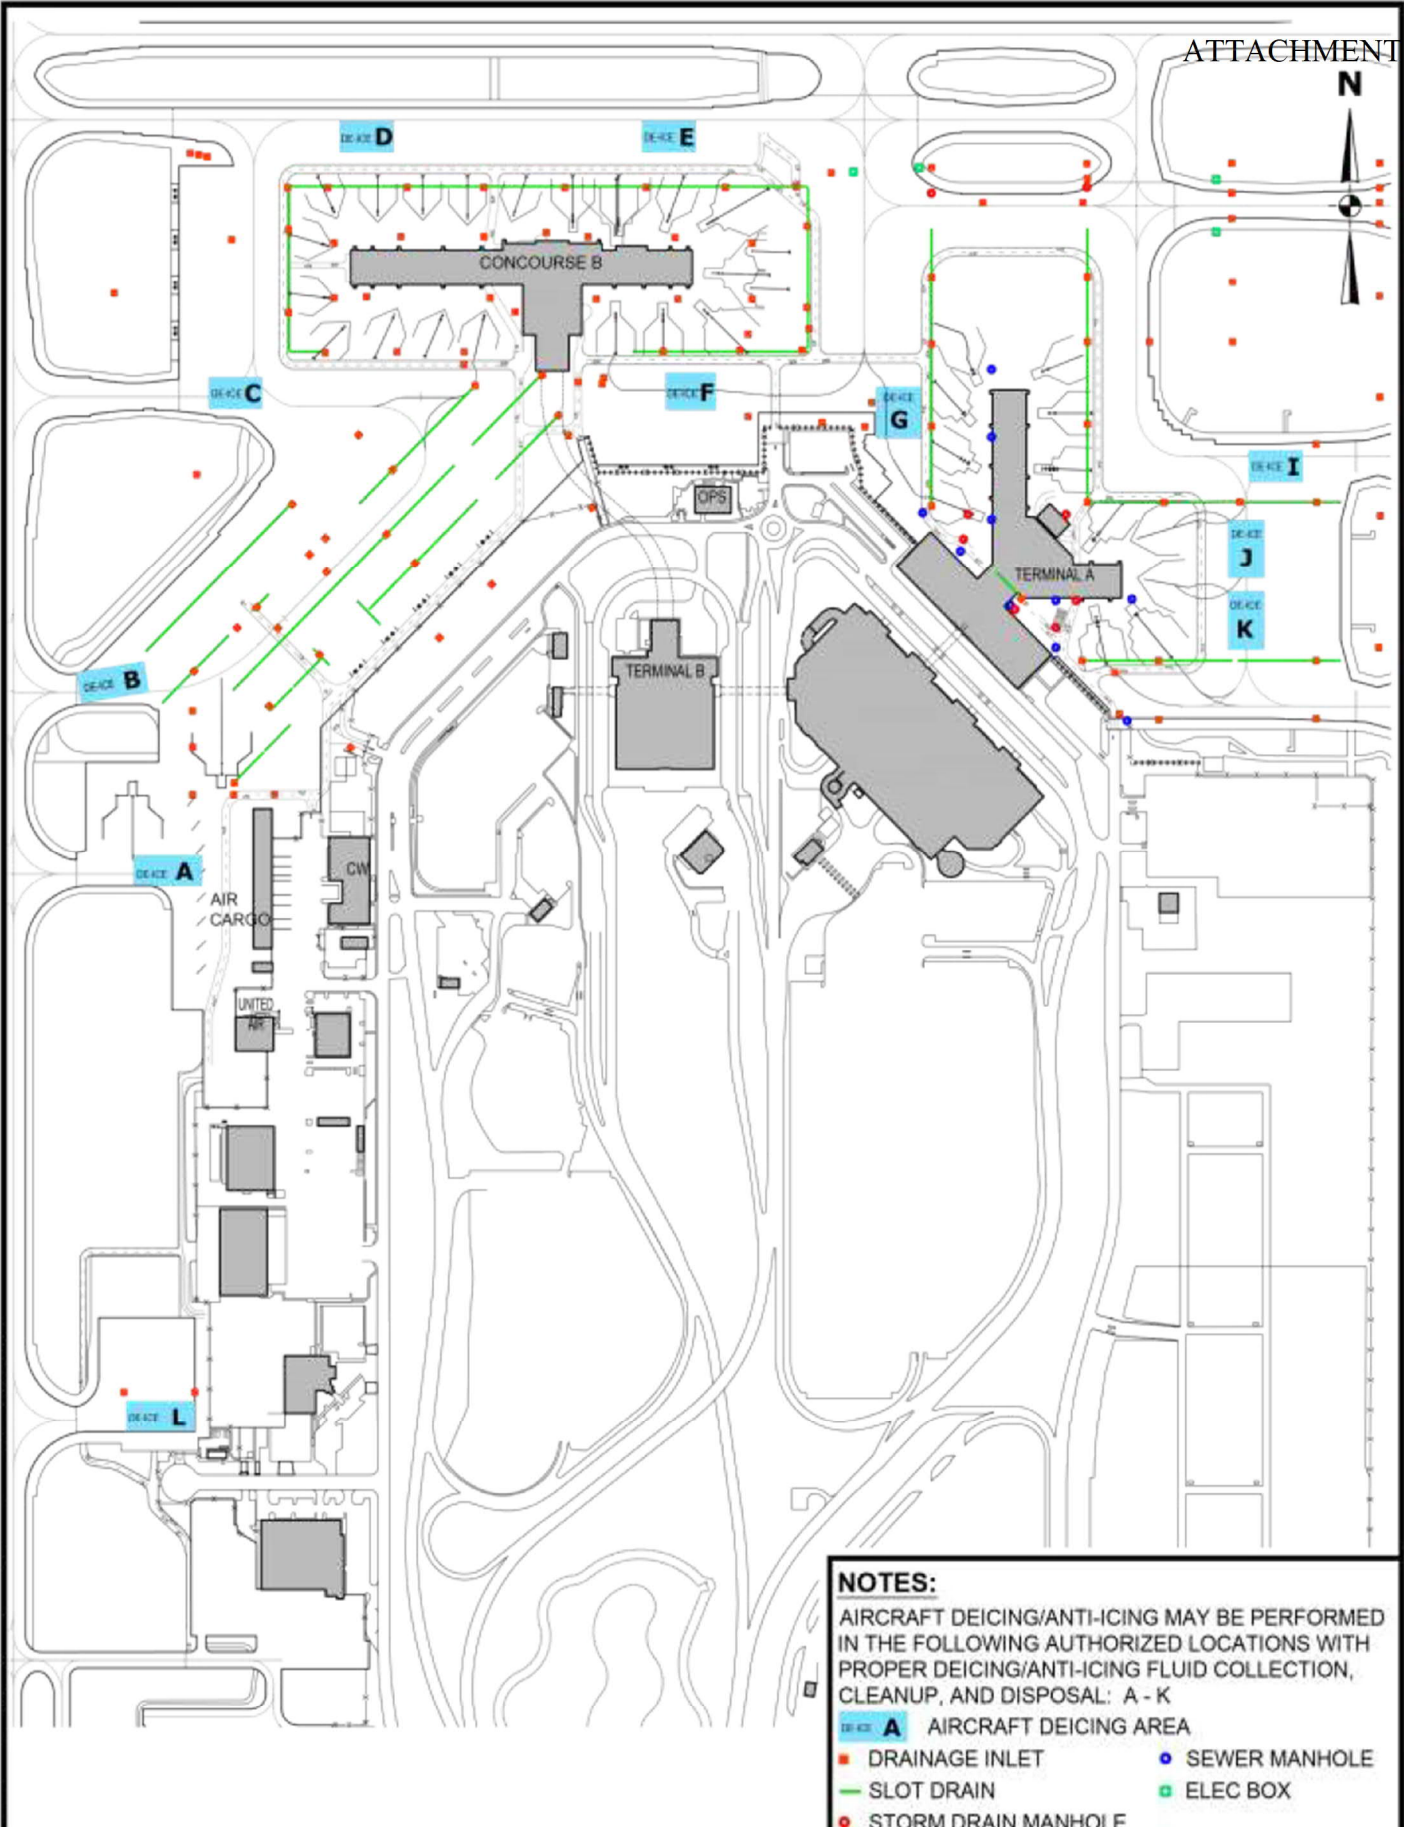 ATTACHMENT
N
DE-ICE D
DE-ICE E
CONCOURSE B
DE-ICE C
DE-ICE F
DE-ICE
G
DE-ICE I
OPS
DE-ICE
J
TERMINAL A
DE-ICE
K
TERMINAL B
DE-ICE B
DE-ICE A
CW
AIR
CARGO
UNITED
AIR
DE-ICE L
NOTES:
AIRCRAFT DEICING/ANTI-ICING MAY BE PERFORMED
IN THE FOLLOWING AUTHORIZED LOCATIONS WITH
PROPER DEICING/ANTI-ICING FLUID COLLECTION,
CLEANUP, AND DISPOSAL: A - K
DE-ICE A AIRCRAFT DEICING AREA
DRAINAGE INLET
SEWER MANHOLE
SLOT DRAIN
ELEC BOX
STORM DRAIN MANHOLE